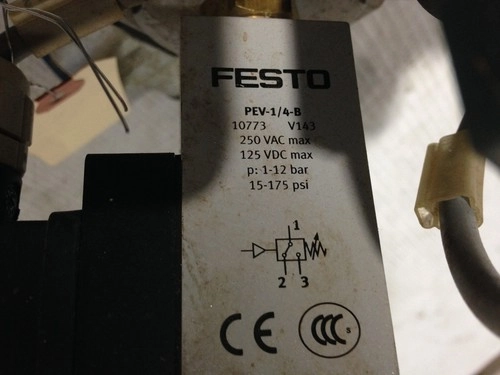 FESTO
PEV-1/4-B
10773 V143
250 VAC max
125 VDC max
p: 1-12 bar
15-175 psi
1
2 3
CE CCC S